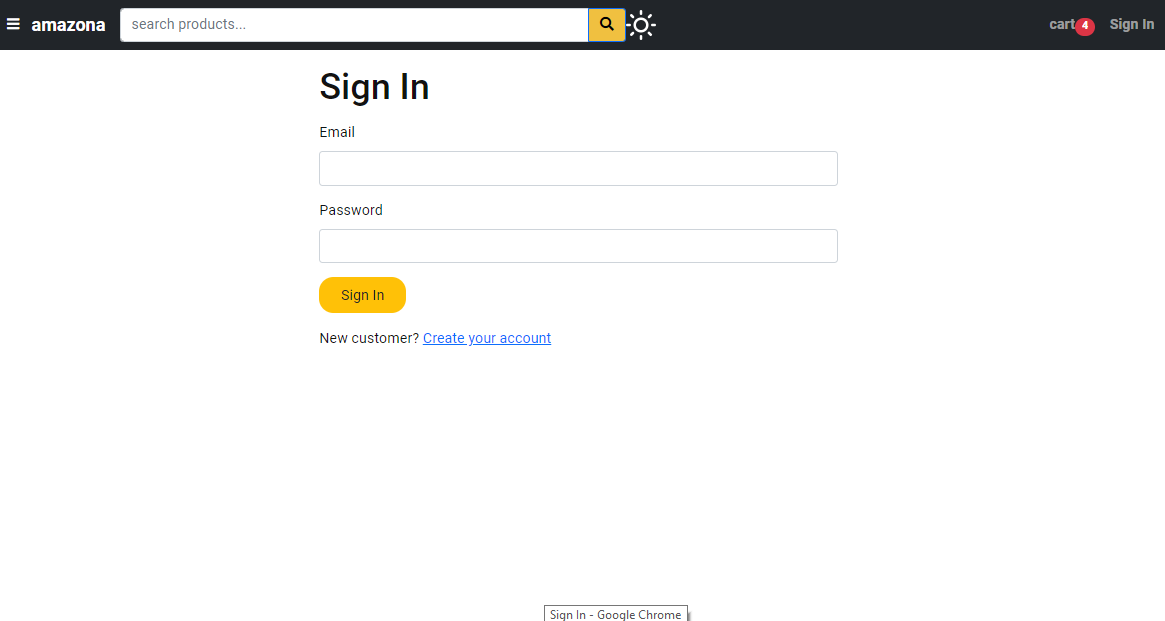 amazona search products... cart 4 Sign In
Sign In
Email
Password
Sign In
New customer? Create your account
Sign In - Google Chrome